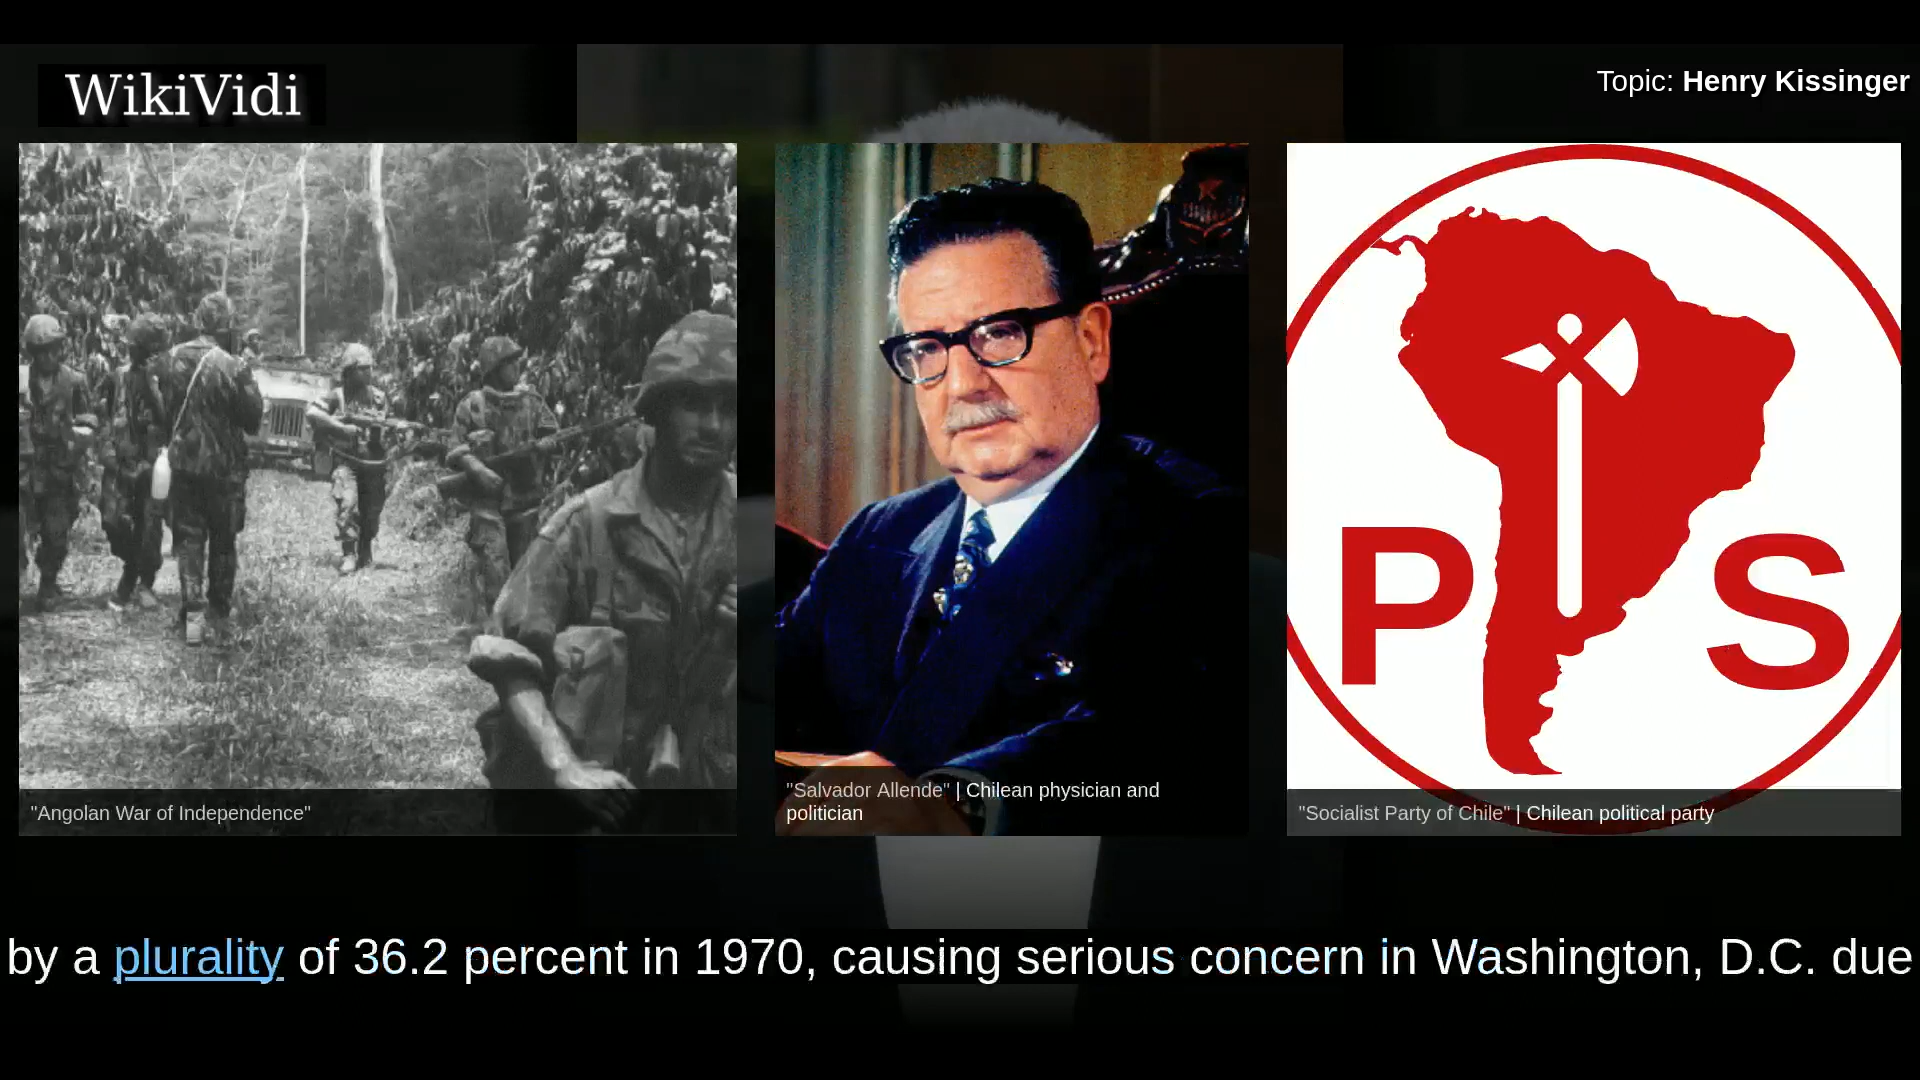 WikiVidi
Topic: Henry Kissinger
P S
"Angolan War of Independence"
"Salvador Allende" | Chilean physician and
politician
"Socialist Party of Chile" | Chilean political party
by a plurality of 36.2 percent in 1970, causing serious concern in Washington, D.C. due